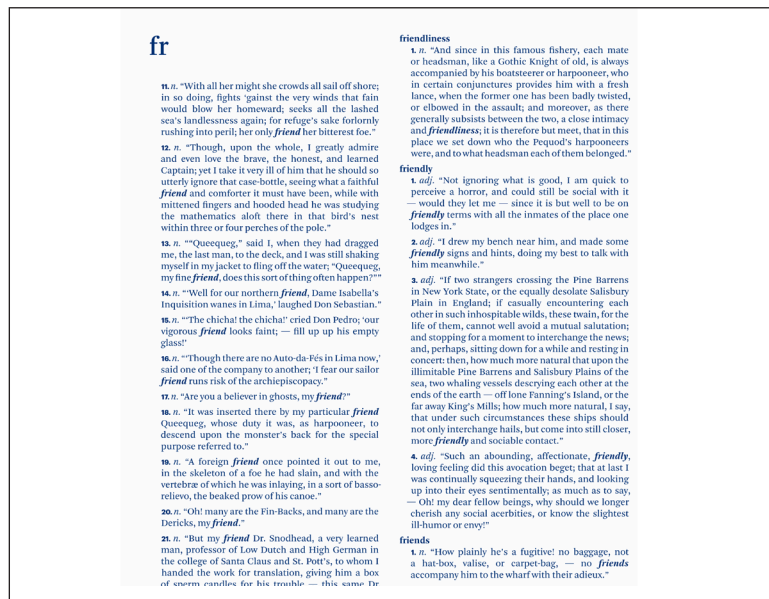 fr
11. n. “With all her might she crowds all sail off shore;
in so doing, fights ‘gainst the very winds that fain
would blow her homeward; seeks all the lashed
sea’s landlessness again; for refuge’s sake forlornly
rushing into peril; her only friend her bitterest foe.”
12. n. “Though, upon the whole, I greatly admire
and even love the brave, the honest, and learned
Captain; yet I take it very ill of him that he should so
utterly ignore that case-bottle, seeing what a faithful
friend and comforter it must have been, while with
mittened fingers and hooded head he was studying
the mathematics aloft there in that bird’s nest
within three or four perches of the pole.”
13. n. ““Queequeg,” said I, when they had dragged
me, the last man, to the deck, and I was still shaking
myself in my jacket to fling off the water; “Queequeg,
my fine friend, does this sort of thing often happen?””
14. n. “‘Well for our northern friend, Dame Isabella’s
Inquisition wanes in Lima,’ laughed Don Sebastian.”
15. n. “‘The chicha! the chicha!’ cried Don Pedro; ‘our
vigorous friend looks faint; — fill up up his empty
glass!’
16. n. “‘Though there are no Auto-da-Fés in Lima now,’
said one of the company to another; ‘I fear our sailor
friend runs risk of the archiepiscopacy.”
17. n. “Are you a believer in ghosts, my friend?”
18. n. “It was inserted there by my particular friend
Queequeg, whose duty it was, as harpooneer, to
descend upon the monster’s back for the special
purpose referred to.”
19. n. “A foreign friend once pointed it out to me,
in the skeleton of a foe he had slain, and with the
vertebræ of which he was inlaying, in a sort of basso-
relievo, the beaked prow of his canoe.”
20. n. “Oh! many are the Fin-Backs, and many are the
Dericks, my friend.”
21. n. “But my friend Dr. Snodhead, a very learned
man, professor of Low Dutch and High German in
the college of Santa Claus and St. Pott’s, to whom I
handed the work for translation, giving him a box
of sperm candles for his trouble — this same Dr
friendliness
1. n. “And since in this famous fishery, each mate
or headsman, like a Gothic Knight of old, is always
accompanied by his boatsteerer or harpooneer, who
in certain conjunctures provides him with a fresh
lance, when the former one has been badly twisted,
or elbowed in the assault; and moreover, as there
generally subsists between the two, a close intimacy
and friendliness; it is therefore but meet, that in this
place we set down who the Pequod’s harpooneers
were, and to what headsman each of them belonged.”
friendly
1. adj. “Not ignoring what is good, I am quick to
perceive a horror, and could still be social with it
— would they let me — since it is but well to be on
friendly terms with all the inmates of the place one
lodges in.”
2. adj. “I drew my bench near him, and made some
friendly signs and hints, doing my best to talk with
him meanwhile.”
3. adj. “If two strangers crossing the Pine Barrens
in New York State, or the equally desolate Salisbury
Plain in England; if casually encountering each
other in such inhospitable wilds, these twain, for the
life of them, cannot well avoid a mutual salutation;
and stopping for a moment to interchange the news;
and, perhaps, sitting down for a while and resting in
concert: then, how much more natural that upon the
illimitable Pine Barrens and Salisbury Plains of the
sea, two whaling vessels descrying each other at the
ends of the earth — off lone Fanning’s Island, or the
far away King’s Mills; how much more natural, I say,
that under such circumstances these ships should
not only interchange hails, but come into still closer,
more friendly and sociable contact.”
4. adj. “Such an abounding, affectionate, friendly,
loving feeling did this avocation beget; that at last I
was continually squeezing their hands, and looking
up into their eyes sentimentally; as much as to say,
— Oh! my dear fellow beings, why should we longer
cherish any social acerbities, or know the slightest
ill-humor or envy!”
friends
1. n. “How plainly he’s a fugitive! no baggage, not
a hat-box, valise, or carpet-bag, — no friends
accompany him to the wharf with their adieux.”